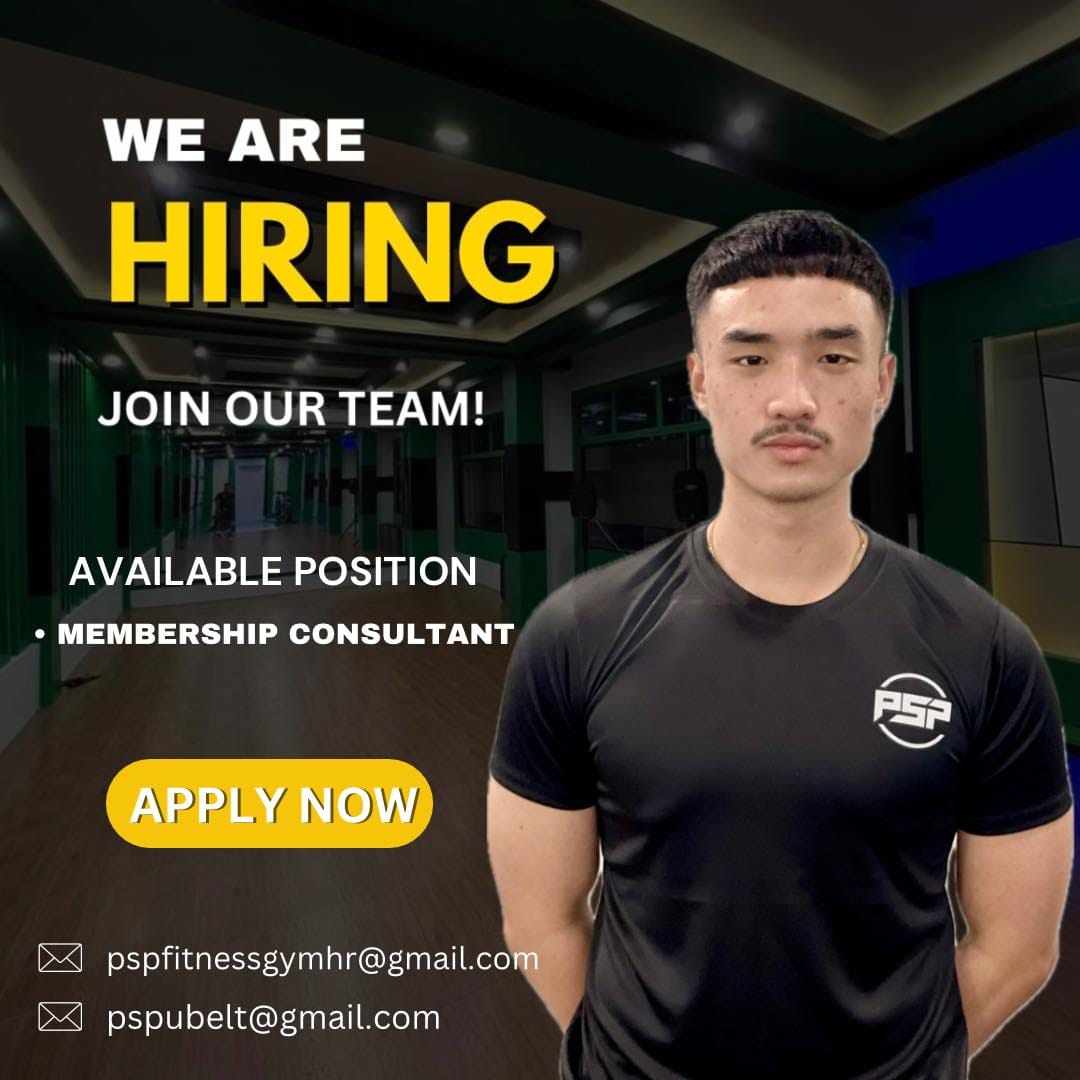 WE ARE
HIRING
JOIN OUR TEAM!
AVAILABLE POSITION
• MEMBERSHIP CONSULTANT
PSP
APPLY NOW
pspfitnessgymhr@gmail.com
pspubelt@gmail.com